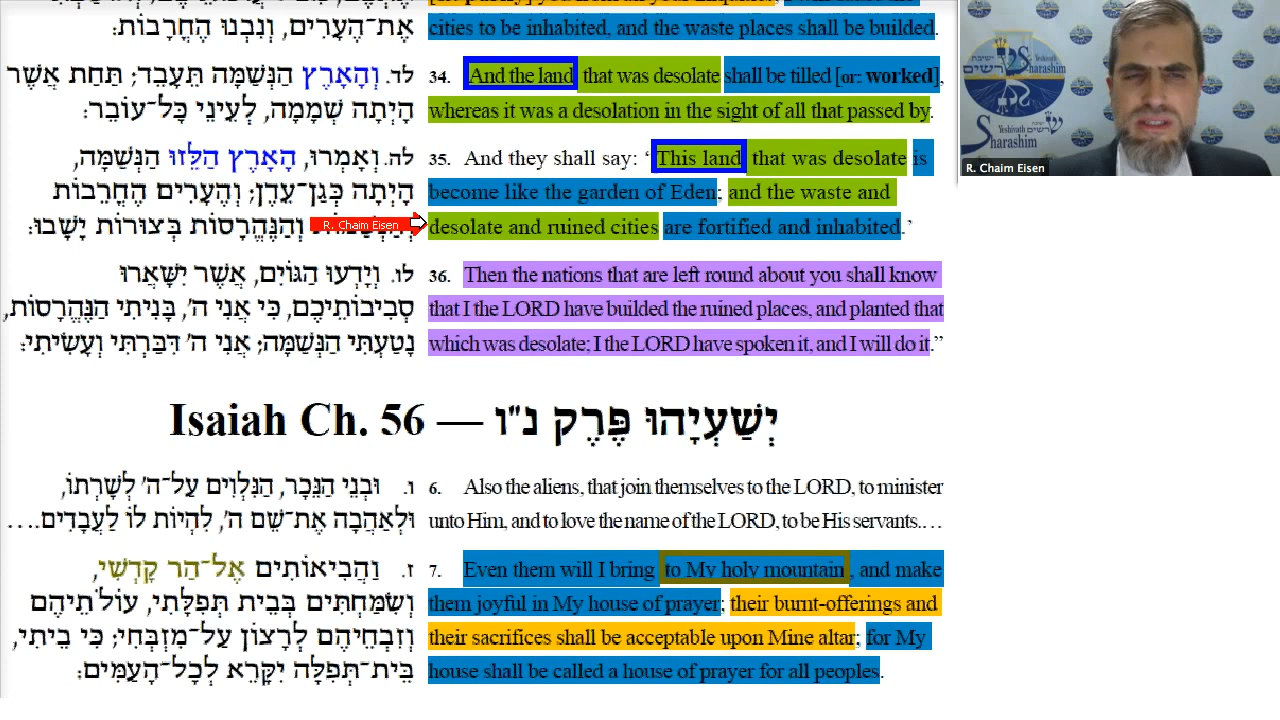 אֶת־הֶעָרִים, וְנִבְנוּ הֶחֳרָבוֹת:
cities to be inhabited, and the waste places shall be builded.
לד. וְהָאָרֶץ הַנְּשַׁמָּה תֵּעָבֵד; תַּחַת אֲשֶׁר
הָיְתָה שְׁמָמָה, לְעֵינֵי כָּל־עוֹבֵר:
34. And the land that was desolate shall be tilled [or: worked],
whereas it was a desolation in the sight of all that passed by.
לה. וְאָמְרוּ, הָאָרֶץ הַלֵּזוּ הַנְּשַׁמָּה,
הָיְתָה כְּגַן־עֵדֶן; וְהֶעָרִים הֶחֳרֵבוֹת
וְהַנֶּהֱרָסוֹת בְּצוּרוֹת יָשָׁבוּ:
35. And they shall say: ‘This land that was desolate is
become like the garden of Eden; and the waste and
desolate and ruined cities are fortified and inhabited.’
R. Chaim Eisen
לו. וְיָדְעוּ הַגּוֹיִם, אֲשֶׁר יִשָּׁאֲרוּ
סְבִיבוֹתֵיכֶם, כִּי אֲנִי ה', בָּנִיתִי הַנֶּהֱרָסוֹת,
נָטַעְתִּי הַנְּשַׁמָּה; אֲנִי ה' דִּבַּרְתִּי וְעָשִׂיתִי:
36. Then the nations that are left round about you shall know
that I the LORD have builded the ruined places, and planted that
which was desolate; I the LORD have spoken it, and I will do it.”
Isaiah Ch. 56 — יְשַׁעְיָהוּ פֶּרֶק נ"ו
ו. וּבְנֵי הַנֵּכָר, הַנִּלְוִים עַל־ה' לְשָׁרְתוֹ,
וּלְאַהֲבָה אֶת־שֵׁם ה', לִהְיוֹת לוֹ לַעֲבָדִים....
6. Also the aliens, that join themselves to the LORD, to minister
unto Him, and to love the name of the LORD, to be His servants....
ז. וַהֲבִיאוֹתִים אֶל־הַר קָדְשִׁי,
וְשִׂמַּחְתִּים בְּבֵית תְּפִלָּתִי, עוֹלֹתֵיהֶם
וְזִבְחֵיהֶם לְרָצוֹן עַל־מִזְבְּחִי; כִּי בֵיתִי,
בֵּית־תְּפִלָּה יִקָּרֵא לְכָל־הָעַמִּים:
7. Even them will I bring to My holy mountain, and make
them joyful in My house of prayer; their burnt-offerings and
their sacrifices shall be acceptable upon Mine altar; for My
house shall be called a house of prayer for all peoples.
Sharashim
Yeshivath
Sharashim
R. Chaim Eisen